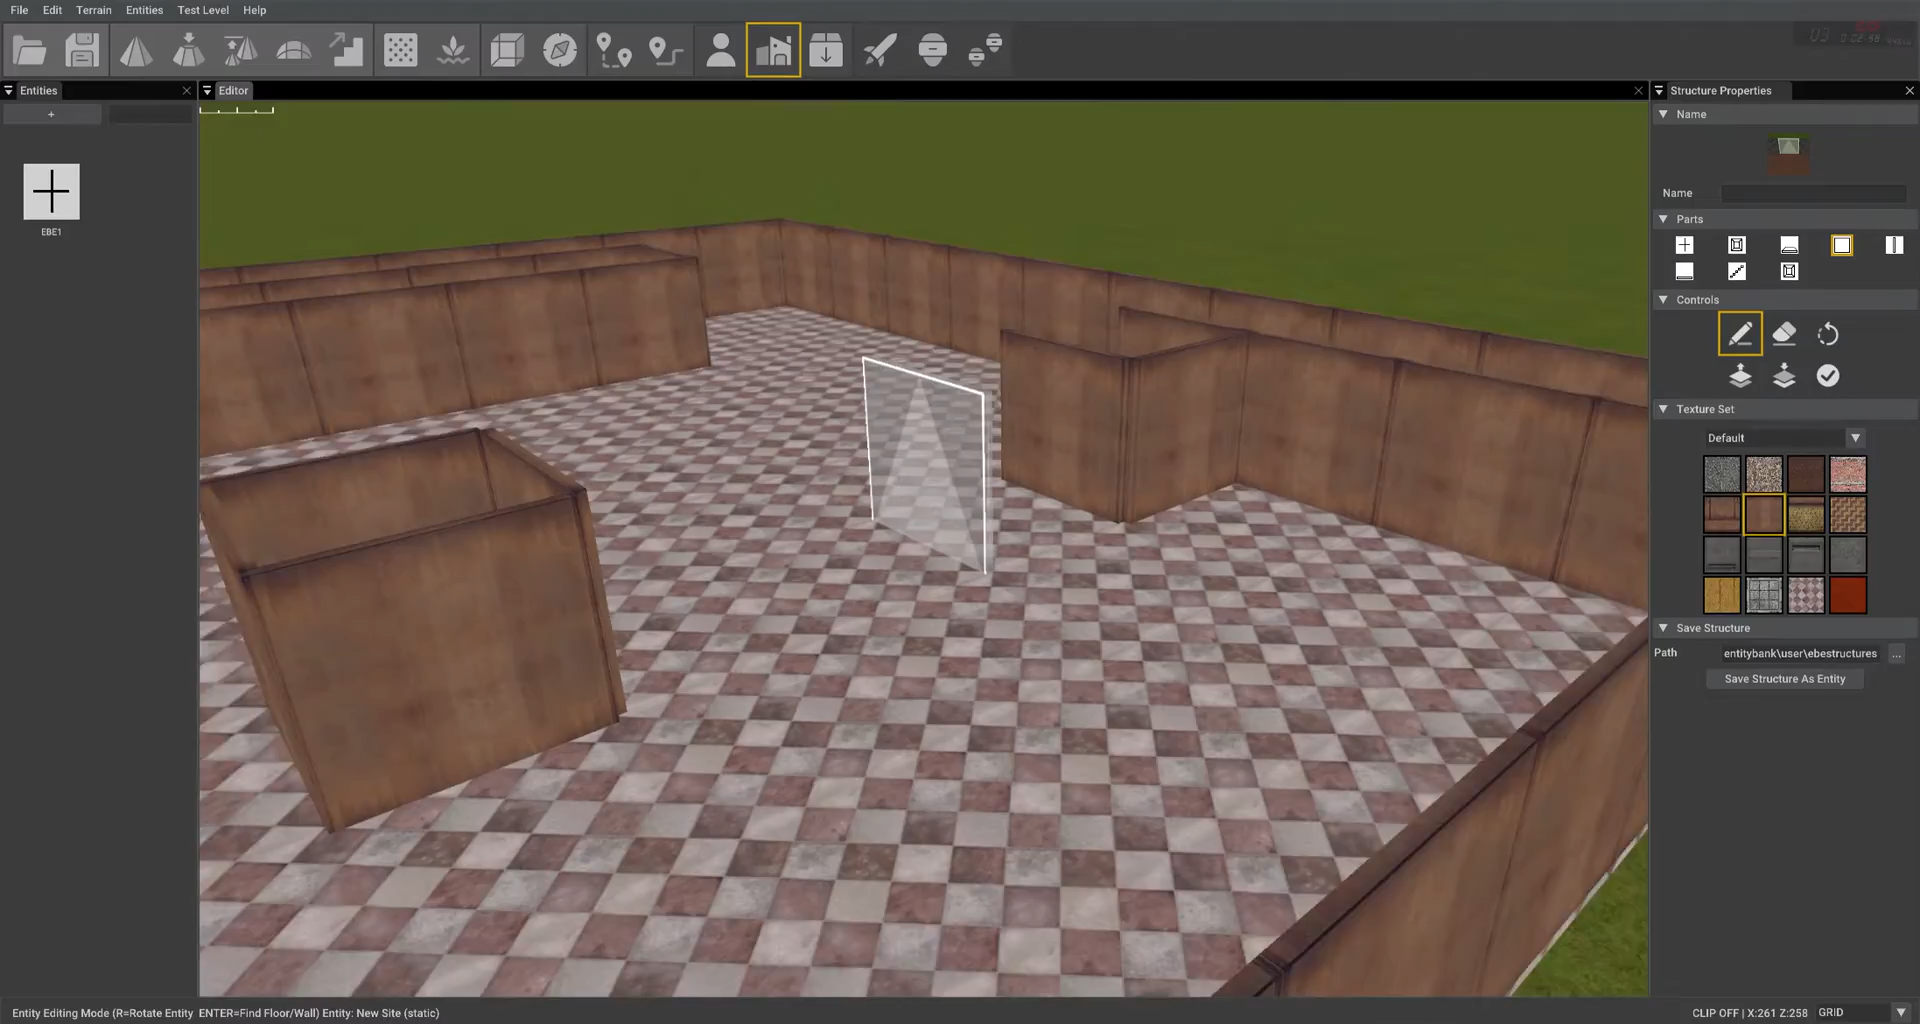 File Edit Terrain Entities Test Level Help
Entities
Editor
Structure Properties
+
Name
EBE1
Name
Parts
Controls
Texture Set
Default
Save Structure
Path entitybank\user\ebestructures ...
Save Structure As Entity
Entity Editing Mode (R=Rotate Entity ENTER=Find Floor/Wall) Entity: New Site (static)
CLIP OFF | X:261 Z:258 GRID